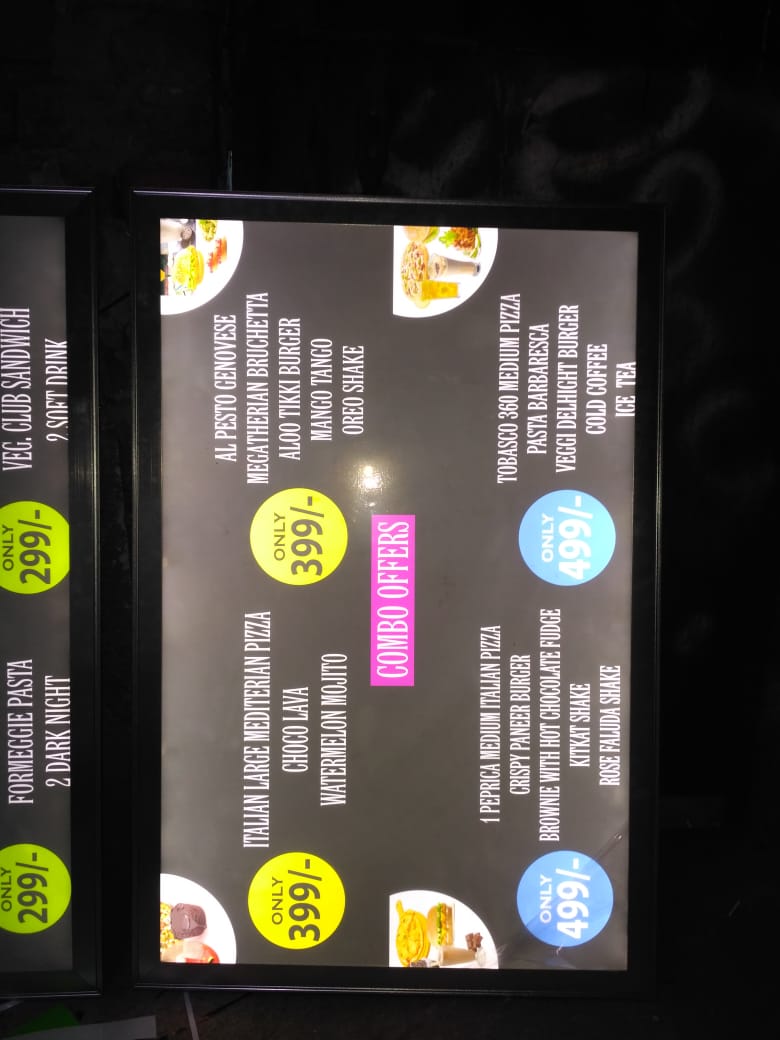 ONLY
299/-
FORMEGGIE PASTA
2 DARK NIGHT
ONLY
299/-
VEG. CLUB SANDWICH
2 SOFT DRINK
ONLY
399/-
ITALIAN LARGE MEDITERIAN PIZZA
CHOCO LAVA
WATERMELON MOJITO
ONLY
399/-
AL PESTO GENOVESE
MEGATHERIAN BRUCHETTA
ALOO TIKKI BURGER
MANGO TANGO
OREO SHAKE
COMBO OFFERS
ONLY
499/-
1 PEPRICA MEDIUM ITALIAN PIZZA
CRISPY PANEER BURGER
BROWNIE WITH HOT CHOCOLATE FUDGE
KITKAT SHAKE
ROSE FALUDA SHAKE
ONLY
499/-
TOBASCO 360 MEDIUM PIZZA
PASTA BARBARESCA
VEGGI DELHIGHT BURGER
COLD COFFEE
ICE TEA